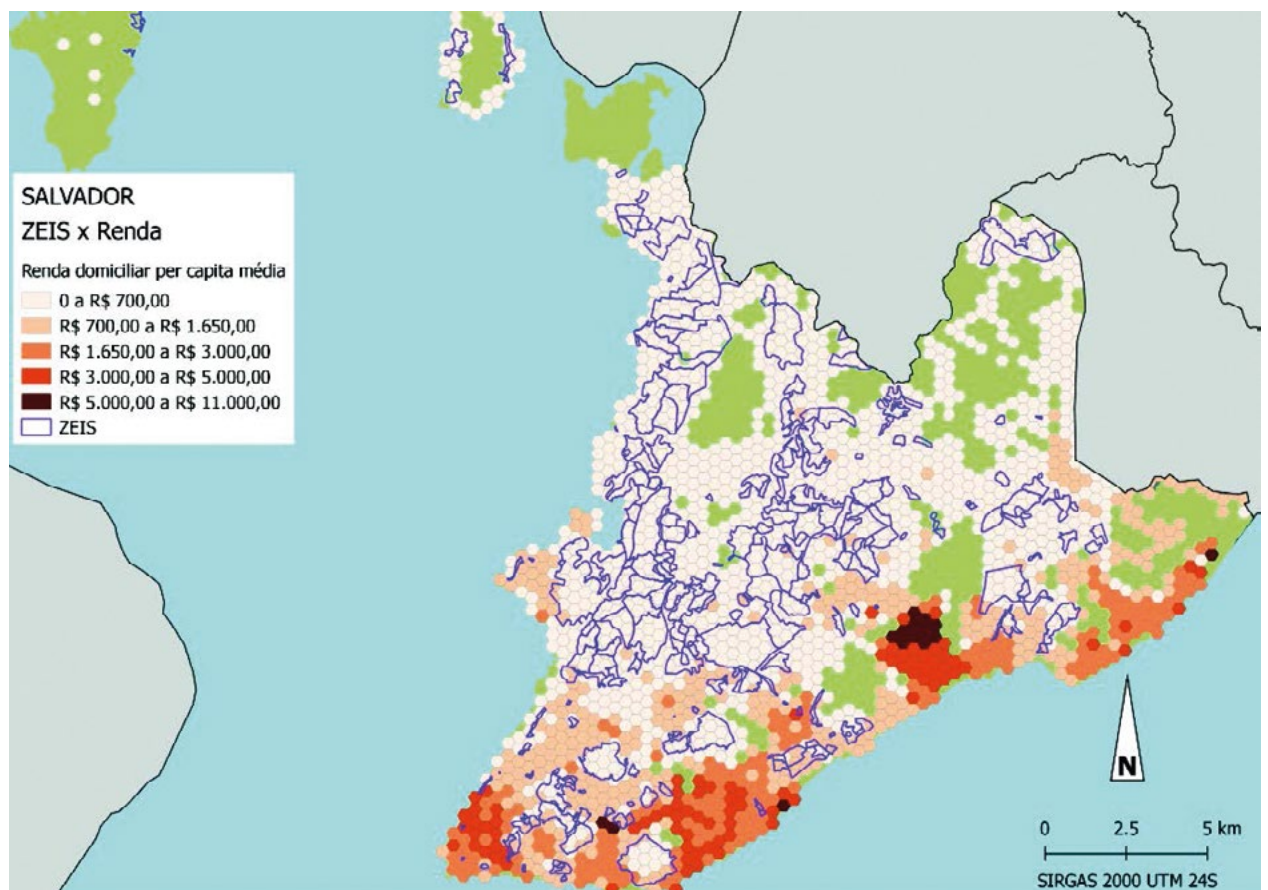 SALVADOR
ZEIS x Renda
Renda domiciliar per capita média
0 a R$ 700,00
R$ 700,00 a R$ 1.650,00
R$ 1.650,00 a R$ 3.000,00
R$ 3.000,00 a R$ 5.000,00
R$ 5.000,00 a R$ 11.000,00
ZEIS
N
0 2.5 5 km
SIRGAS 2000 UTM 24S